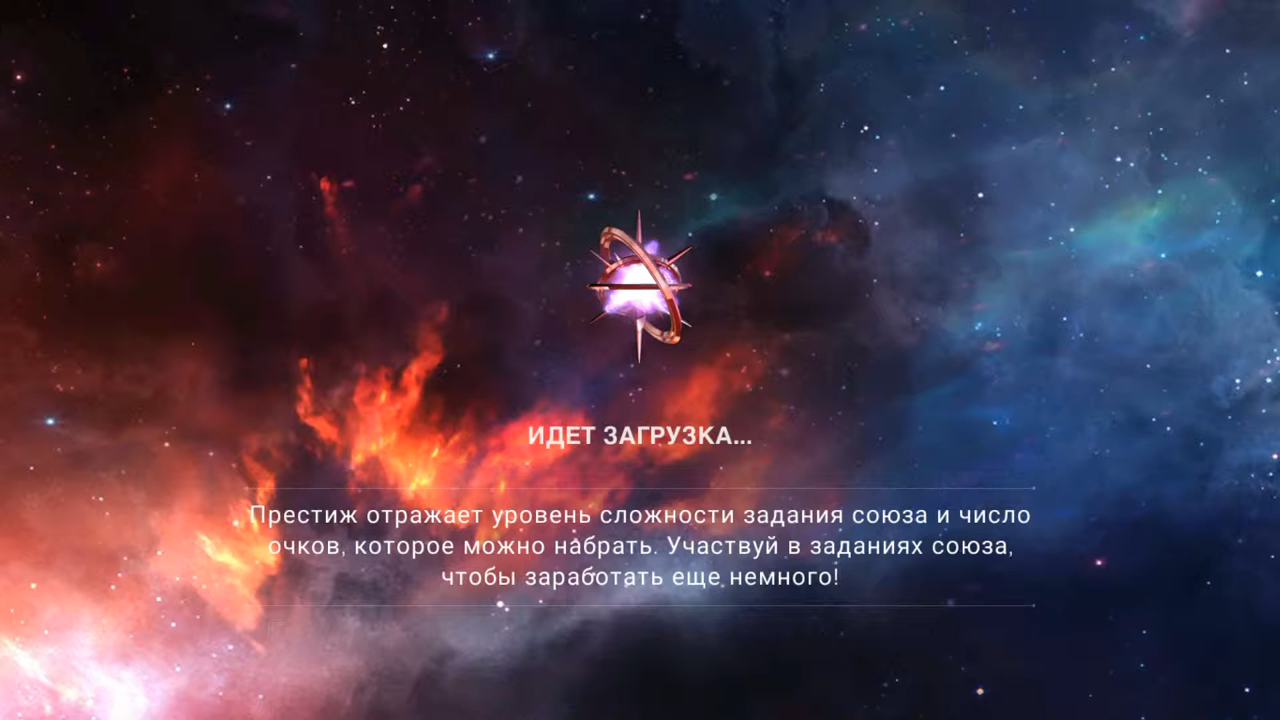 ИДЕТ ЗАГРУЗКА...
Престиж отражает уровень сложности задания союза и число
очков, которое можно набрать. Участвуй в заданиях союза,
чтобы заработать еще немного!